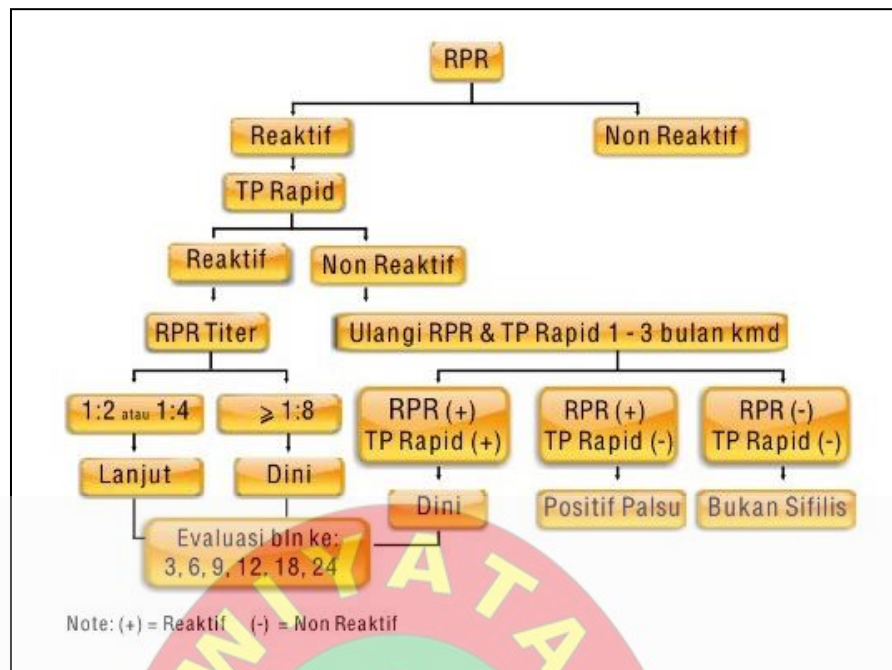 RPR
Reaktif
Non Reaktif
TP Rapid
Reaktif
Non Reaktif
RPR Titer
Ulangi RPR & TP Rapid 1 - 3 bulan kmd
1:2 atau 1:4
⩾ 1:8
RPR (+)
TP Rapid (+)
RPR (+)
TP Rapid (-)
RPR (-)
TP Rapid (-)
Lanjut
Dini
Dini
Positif Palsu
Bukan Sifilis
Evaluasi bln ke:
3, 6, 9, 12, 18, 24
Note: (+) = Reaktif (-) = Non Reaktif
WIYATA